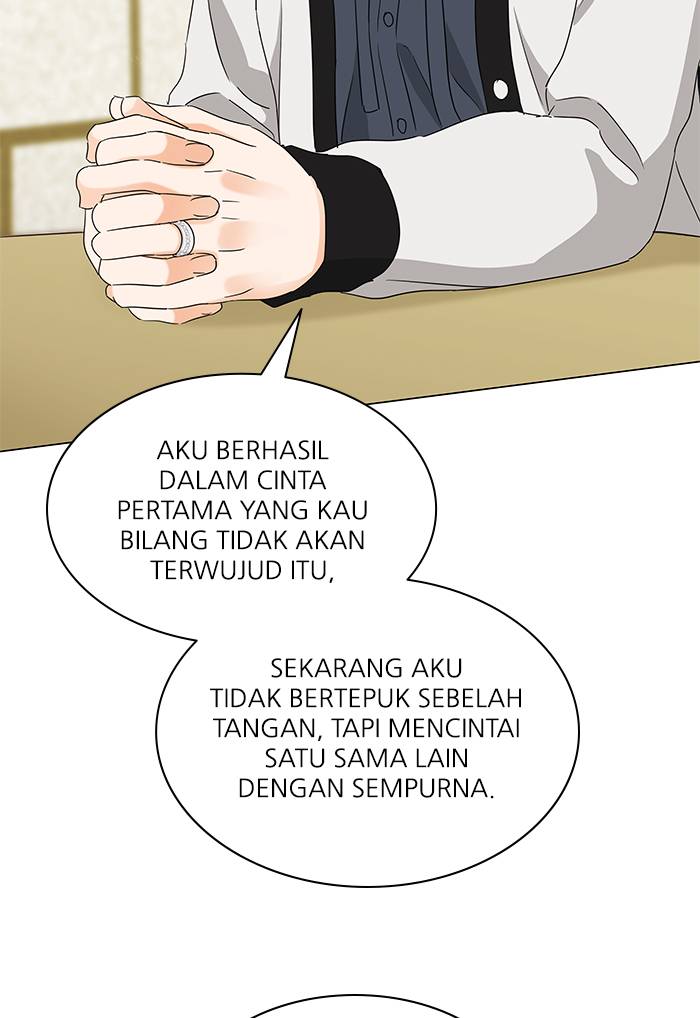 AKU BERHASIL
DALAM CINTA
PERTAMA YANG KAU
BILANG TIDAK AKAN
TERWUJUD ITU,
SEKARANG AKU
TIDAK BERTEPUK SEBELAH
TANGAN, TAPI MENCINTAI
SATU SAMA LAIN
DENGAN SEMPURNA.